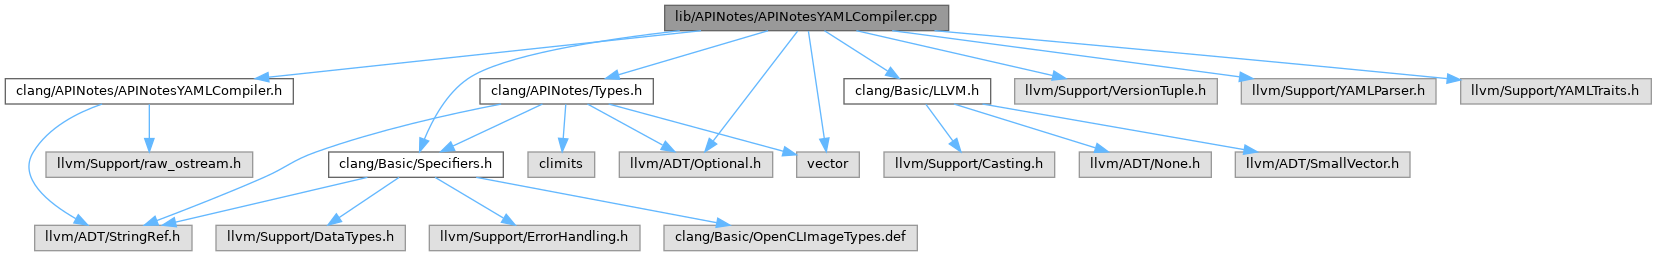 lib/APINotes/APINotesYAMLCompiler.cpp
clang/APINotes/APINotesYAMLCompiler.h
clang/APINotes/Types.h
clang/Basic/LLVM.h
llvm/Support/VersionTuple.h
llvm/Support/YAMLParser.h
llvm/Support/YAMLTraits.h
llvm/Support/raw_ostream.h
clang/Basic/Specifiers.h
climits
llvm/ADT/Optional.h
vector
llvm/Support/Casting.h
llvm/ADT/None.h
llvm/ADT/SmallVector.h
llvm/ADT/StringRef.h
llvm/Support/DataTypes.h
llvm/Support/ErrorHandling.h
clang/Basic/OpenCLImageTypes.def